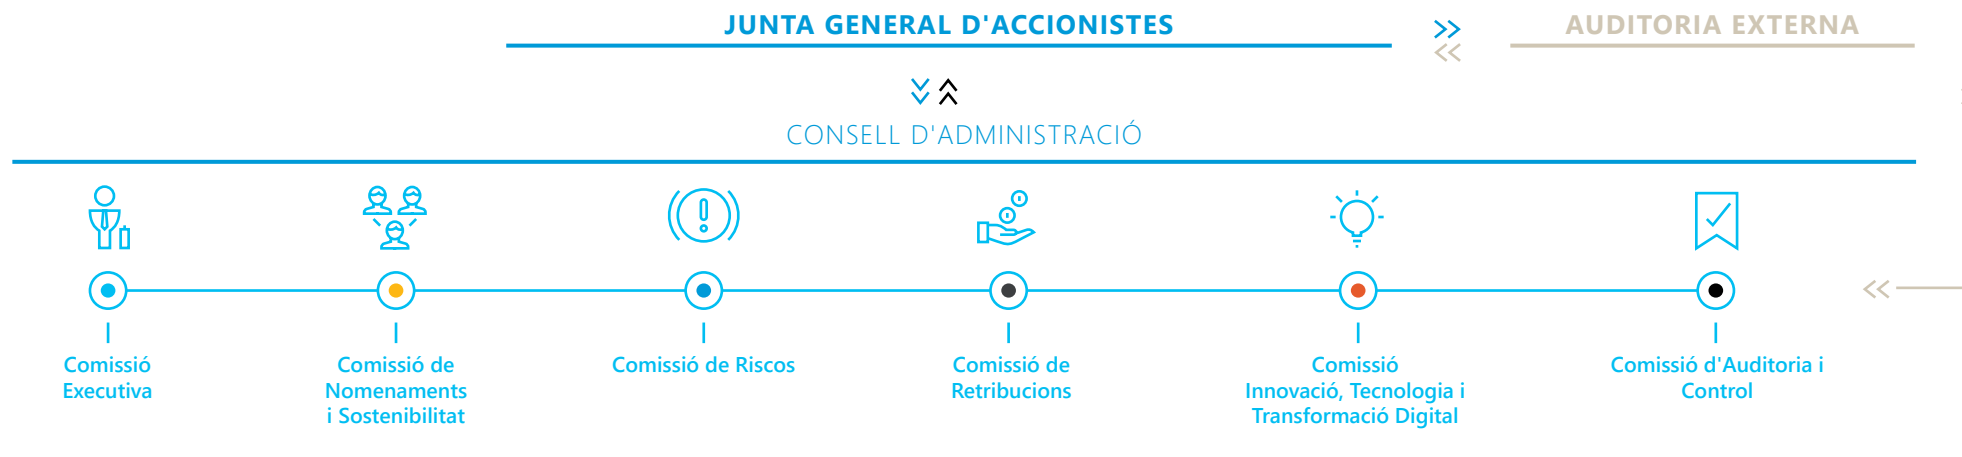 JUNTA GENERAL D'ACCIONISTES
AUDITORIA EXTERNA
CONSELL D'ADMINISTRACIÓ
Comissió
Executiva
Comissió de
Nomenaments
i Sostenibilitat
Comissió de Riscos
Comissió de
Retribucions
Comissió
Innovació, Tecnologia i
Transformació Digital
Comissió d'Auditoria i
Control